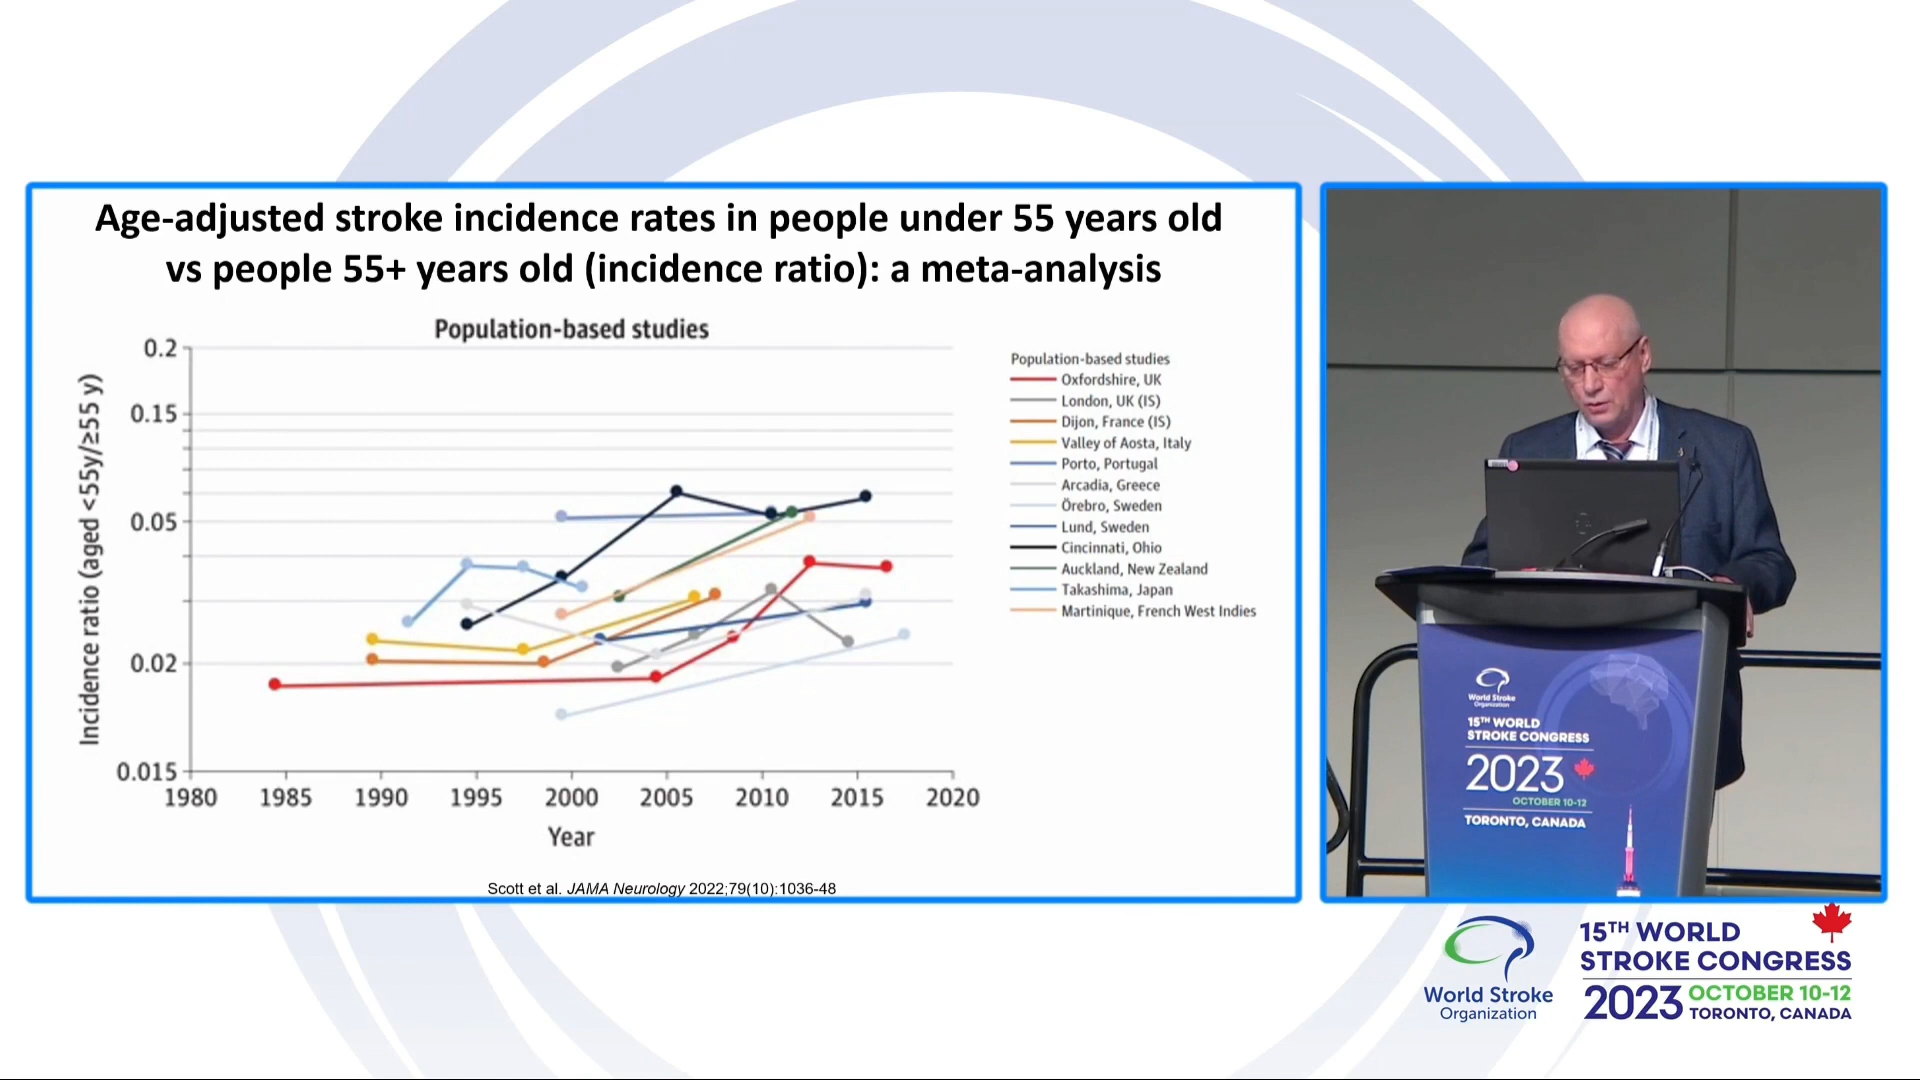 Age-adjusted stroke incidence rates in people under 55 years old
vs people 55+ years old (incidence ratio): a meta-analysis
Population-based studies
Incidence ratio (aged <55y/≥55 y)
0.2
0.15
0.05
0.02
0.015
1980 1985 1990 1995 2000 2005 2010 2015 2020
Year
Population-based studies
Oxfordshire, UK
London, UK (IS)
Dijon, France (IS)
Valley of Aosta, Italy
Porto, Portugal
Arcadia, Greece
Örebro, Sweden
Lund, Sweden
Cincinnati, Ohio
Auckland, New Zealand
Takashima, Japan
Martinique, French West Indies
Scott et al. JAMA Neurology 2022;79(10):1036-48
World Stroke
Organization
15TH WORLD
STROKE CONGRESS
2023
OCTOBER 10-12
TORONTO, CANADA
World Stroke
Organization
15TH WORLD
STROKE CONGRESS
2023 OCTOBER 10-12
TORONTO, CANADA